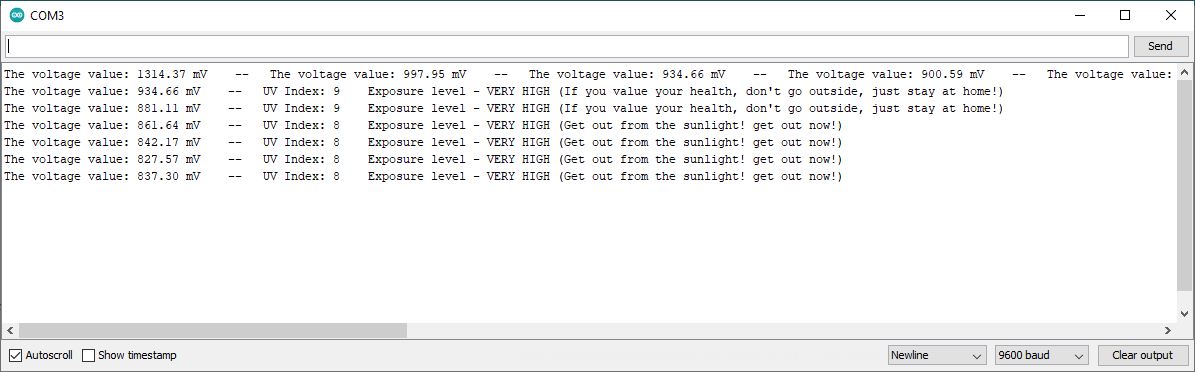 COM3
Send
The voltage value: 1314.37 mV    --   The voltage value: 997.95 mV    --   The voltage value: 934.66 mV    --   The voltage value: 900.59 mV    --   The voltage value:
The voltage value: 934.66 mV    --   UV Index: 9    Exposure level - VERY HIGH (If you value your health, don't go outside, just stay at home!)
The voltage value: 881.11 mV    --   UV Index: 9    Exposure level - VERY HIGH (If you value your health, don't go outside, just stay at home!)
The voltage value: 861.64 mV    --   UV Index: 8    Exposure level - VERY HIGH (Get out from the sunlight! get out now!)
The voltage value: 842.17 mV    --   UV Index: 8    Exposure level - VERY HIGH (Get out from the sunlight! get out now!)
The voltage value: 827.57 mV    --   UV Index: 8    Exposure level - VERY HIGH (Get out from the sunlight! get out now!)
The voltage value: 837.30 mV    --   UV Index: 8    Exposure level - VERY HIGH (Get out from the sunlight! get out now!)
Autoscroll Show timestamp Newline 9600 baud Clear output